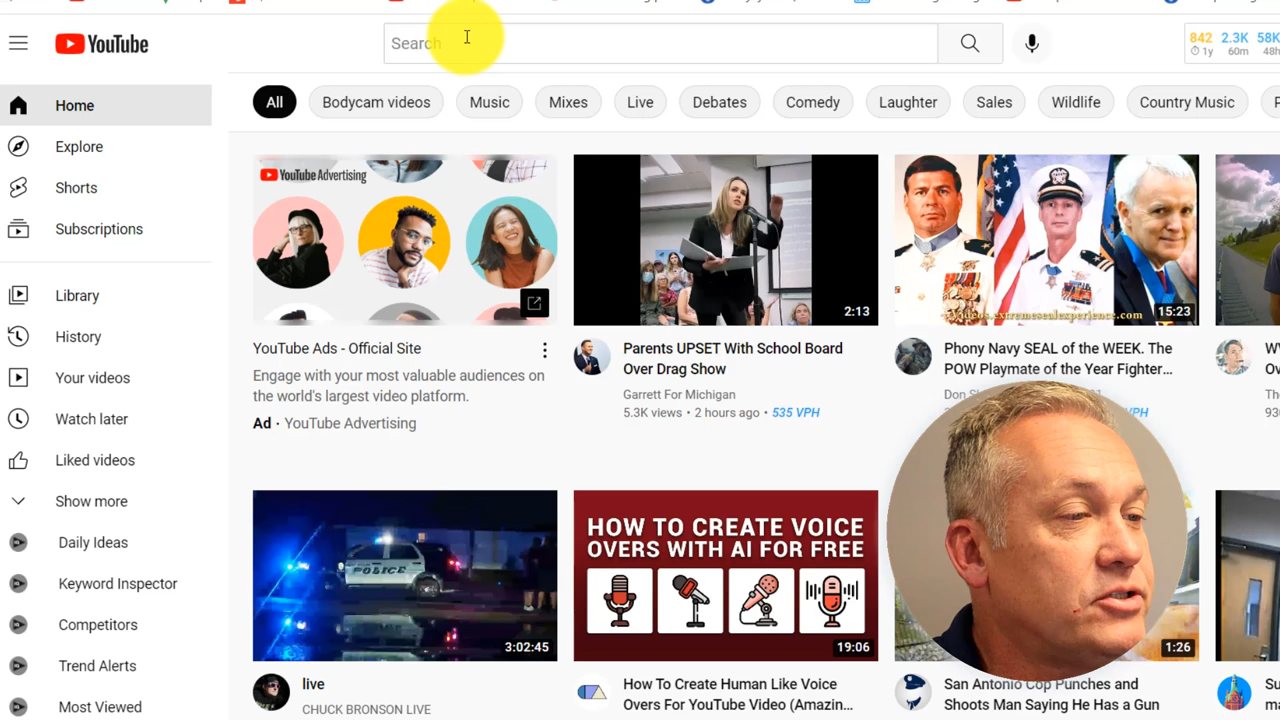 YouTube
Search
842 2.3K 58K
1y 60m 48h
Home
Explore
Shorts
Subscriptions
Library
History
Your videos
Watch later
Liked videos
Show more
Daily Ideas
Keyword Inspector
Competitors
Trend Alerts
Most Viewed
All Bodycam videos Music Mixes Live Debates Comedy Laughter Sales Wildlife Country Music
YouTube Advertising
YouTube Ads - Official Site
Engage with your most valuable audiences on
the world's largest video platform.
Ad · YouTube Advertising
2:13
Parents UPSET With School Board
Over Drag Show
Garrett For Michigan
5.3K views • 2 hours ago • 535 VPH
Videos.extremesealexperience.com
15:23
Phony Navy SEAL of the WEEK. The
POW Playmate of the Year Fighter...
VPH
POLICE
3:02:45
live
CHUCK BRONSON LIVE
HOW TO CREATE VOICE
OVERS WITH AI FOR FREE
19:06
How To Create Human Like Voice
Overs For YouTube Video (Amazin...
1:26
San Antonio Cop Punches and
Shoots Man Saying He Has a Gun